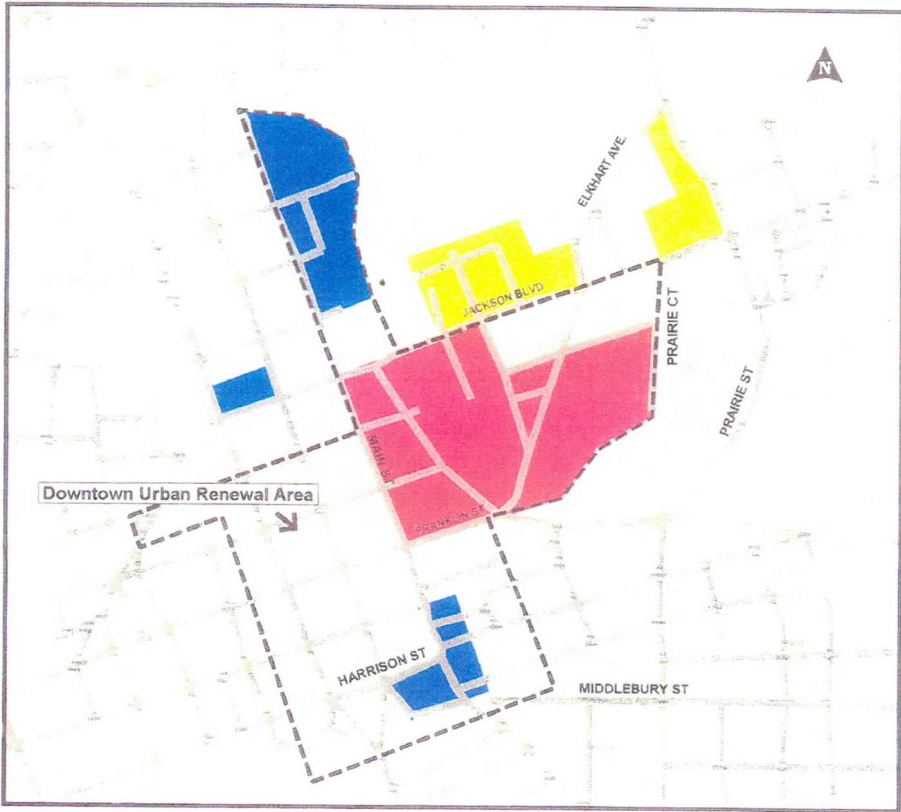 N
ELKHART AVE.
JACKSON BLVD
PRAIRIE CT
PRAIRIE ST
MAIN ST
Downtown Urban Renewal Area
FRANKLIN ST
HARRISON ST
MIDDLEBURY ST